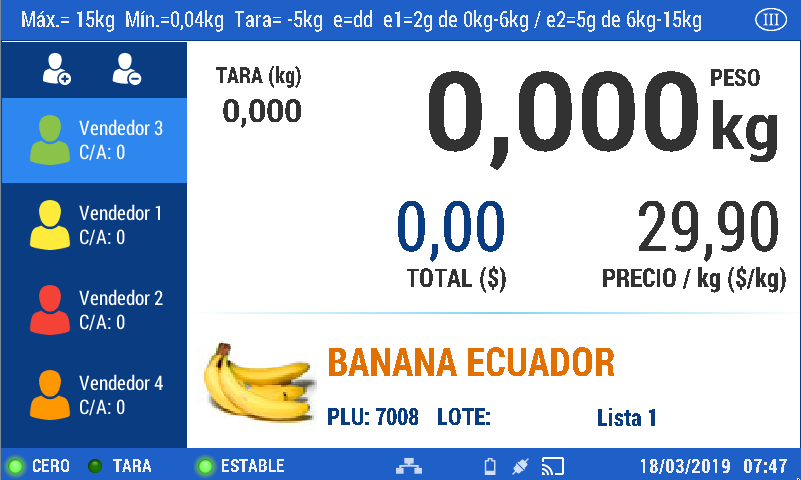 Máx.= 15kg Mín.=0,04kg Tara= -5kg e=dd e1=2g de 0kg-6kg / e2=5g de 6kg-15kg III
TARA (kg)
0,000
PESO
0,000 kg
Vendedor 3
C/A: 0
Vendedor 1
C/A: 0
Vendedor 2
C/A: 0
Vendedor 4
C/A: 0
0,00
TOTAL ($)
29,90
PRECIO / kg ($/kg)
BANANA ECUADOR
PLU: 7008 LOTE: Lista 1
CERO TARA ESTABLE 18/03/2019 07:47